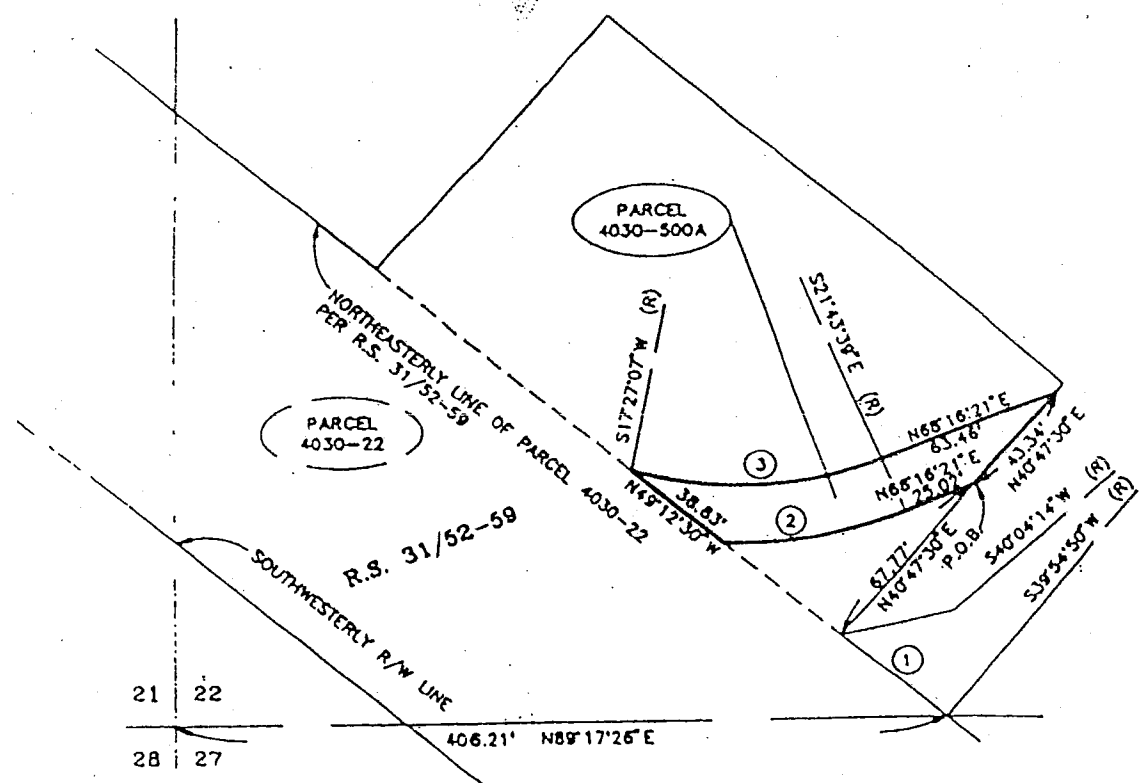 PARCEL
4030-500A
NORTHEASTERLY LINE OF PARCEL 4030-22
PER R.S. 31/52-59
S17°27'07"W (R)
S21°43'39"E (R)
PARCEL
4030-22
N68°16'21"E
63.46'
3
N68°16'21"E
25.02'
43.34'
N40°47'30"E
38.83'
N49°12'30"W
2
R.S. 31/52-59
67.77'
N40°47'30"E
P.O.B.
S40°04'14"W (R)
S39°54'50"W (R)
SOUTHWESTERLY R/W LINE
1
21 22
28 27
406.21' N89°17'26"E